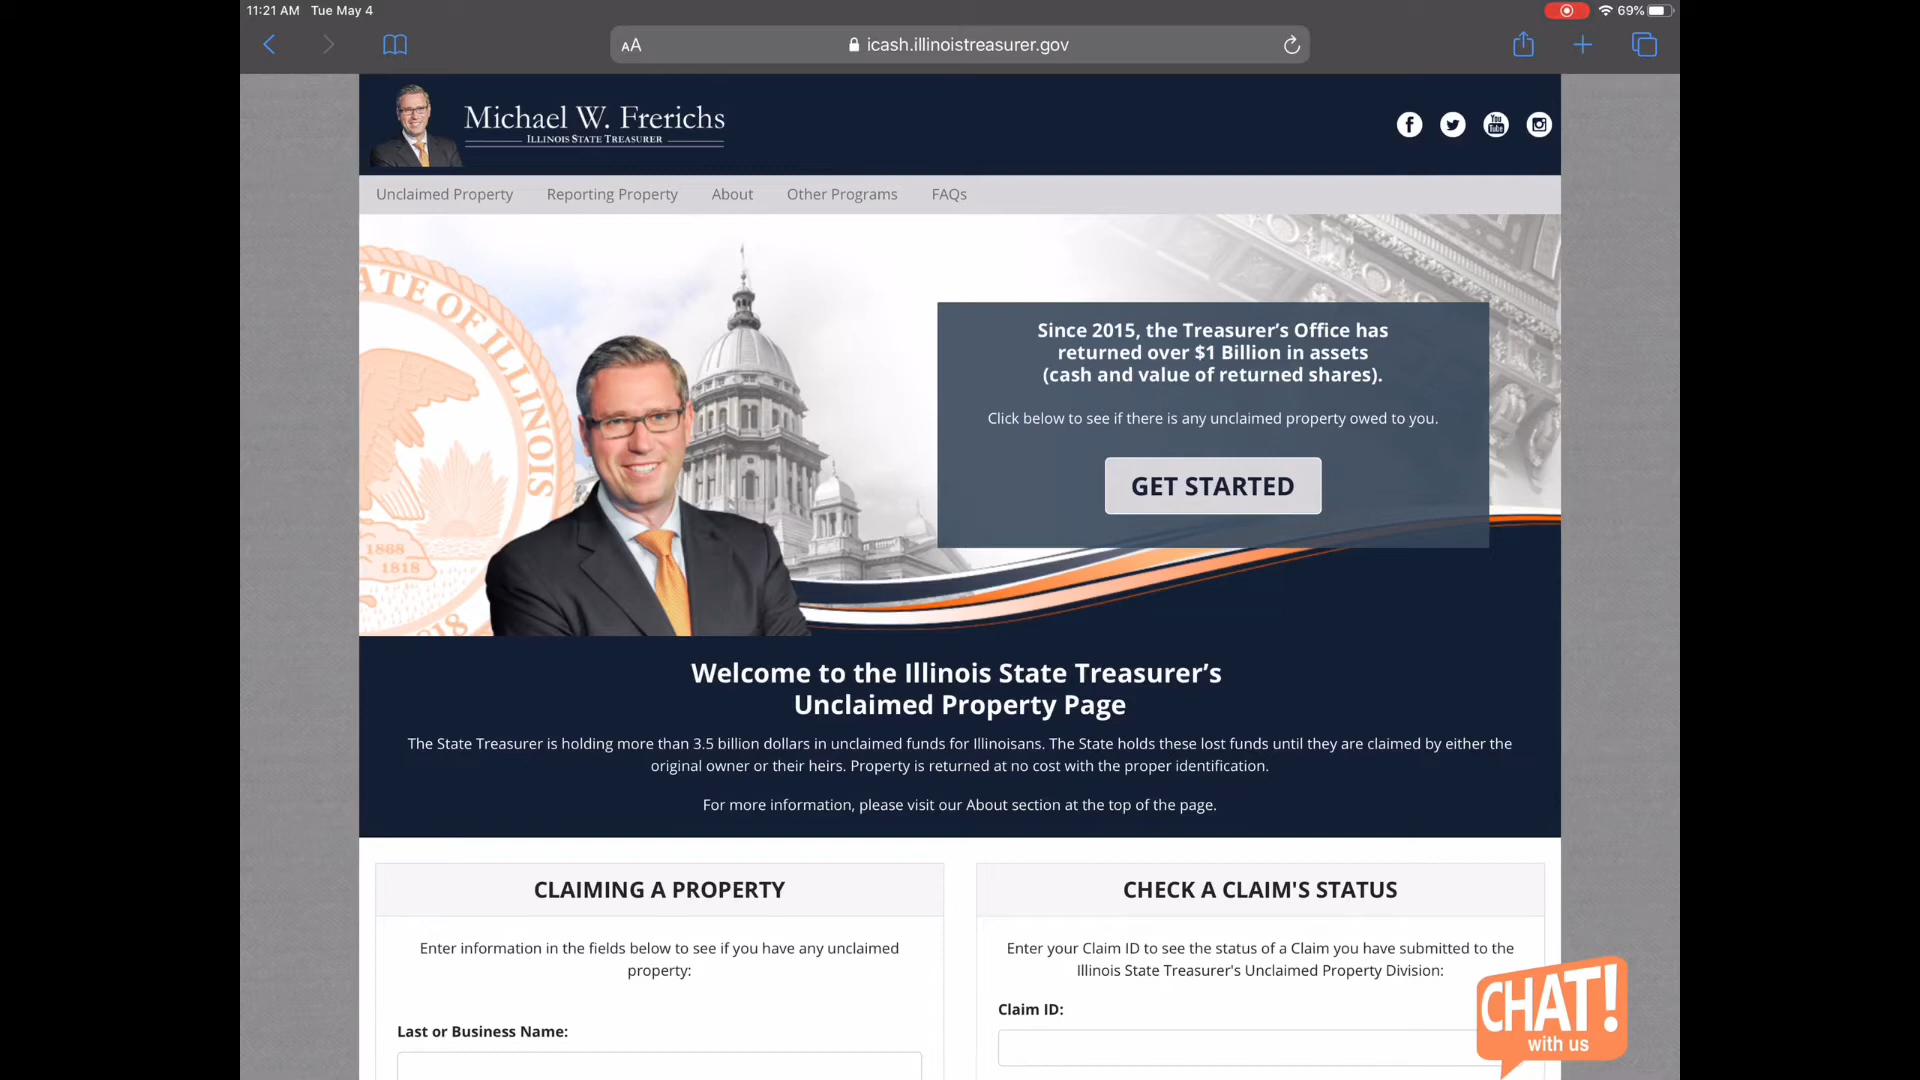 11:21 AM Tue May 4
69%
AA
icash.illinoistreasurer.gov
Michael W. Frerichs
ILLINOIS STATE TREASURER
f
You
Tube
Unclaimed Property
Reporting Property
About
Other Programs
FAQs
ATE OF ILLINOIS
1868
1818
Since 2015, the Treasurer's Office has
returned over $1 Billion in assets
(cash and value of returned shares).
Click below to see if there is any unclaimed property owed to you.
GET STARTED
Welcome to the Illinois State Treasurer's
Unclaimed Property Page
The State Treasurer is holding more than 3.5 billion dollars in unclaimed funds for Illinoisans. The State holds these lost funds until they are claimed by either the
original owner or their heirs. Property is returned at no cost with the proper identification.
For more information, please visit our About section at the top of the page.
CLAIMING A PROPERTY
Enter information in the fields below to see if you have any unclaimed
property:
Last or Business Name:
CHECK A CLAIM'S STATUS
Enter your Claim ID to see the status of a Claim you have submitted to the
Illinois State Treasurer's Unclaimed Property Division:
Claim ID:
CHAT!
with us